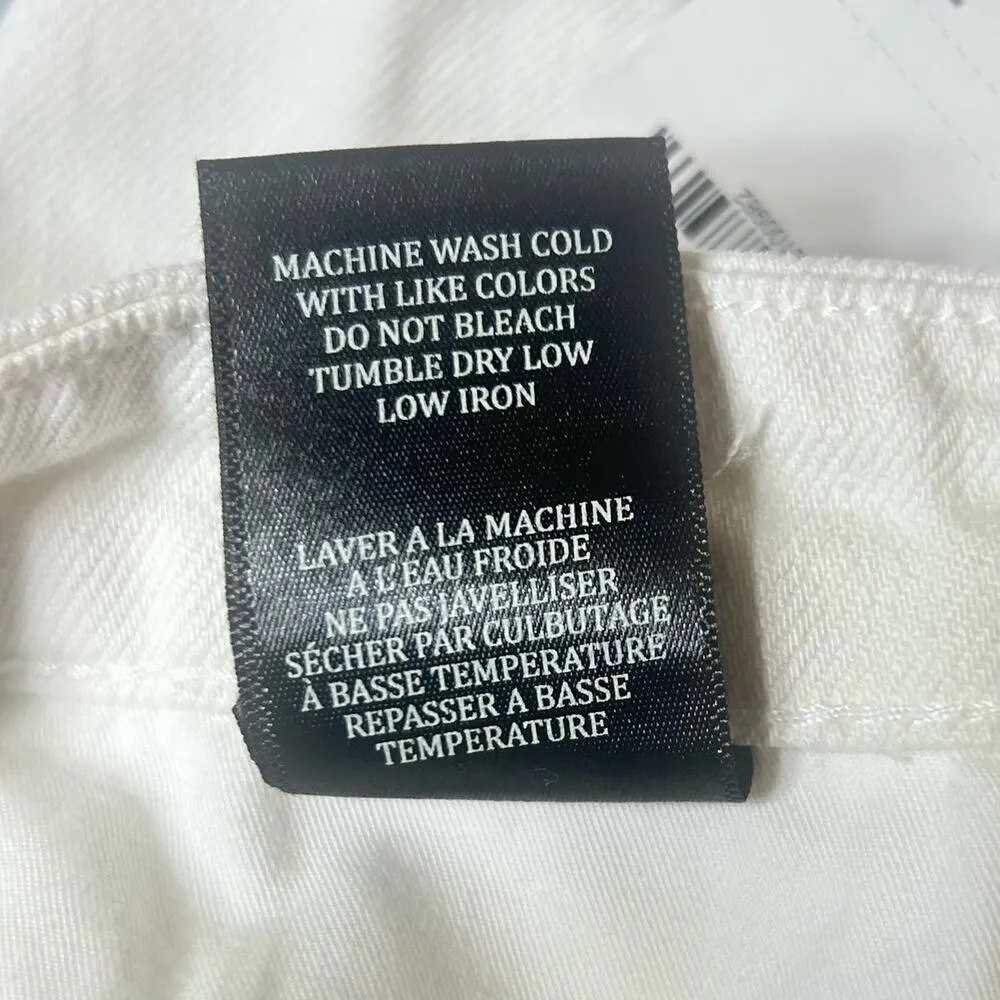 MACHINE WASH COLD
WITH LIKE COLORS
DO NOT BLEACH
TUMBLE DRY LOW
LOW IRON
LAVER A LA MACHINE
A L'EAU FROIDE
NE PAS JAVELLISER
SÉCHER PAR CULBUTAGE
À BASSE TEMPERATURE
REPASSER A BASSE
TEMPERATURE